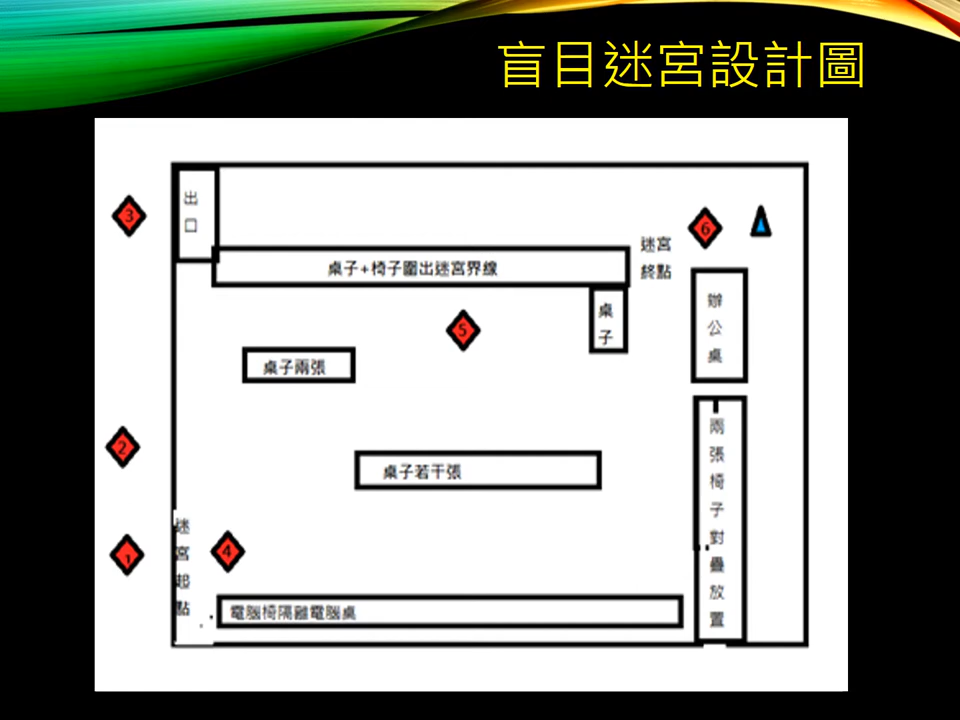 盲目迷宮設計圖
出口
3
6
迷宮
終點
桌子+椅子圍出迷宮界線
桌子
辦公桌
5
桌子兩張
兩張椅子對疊放置
2
桌子若干張
迷宮起點
1
4
電腦椅隔離電腦桌